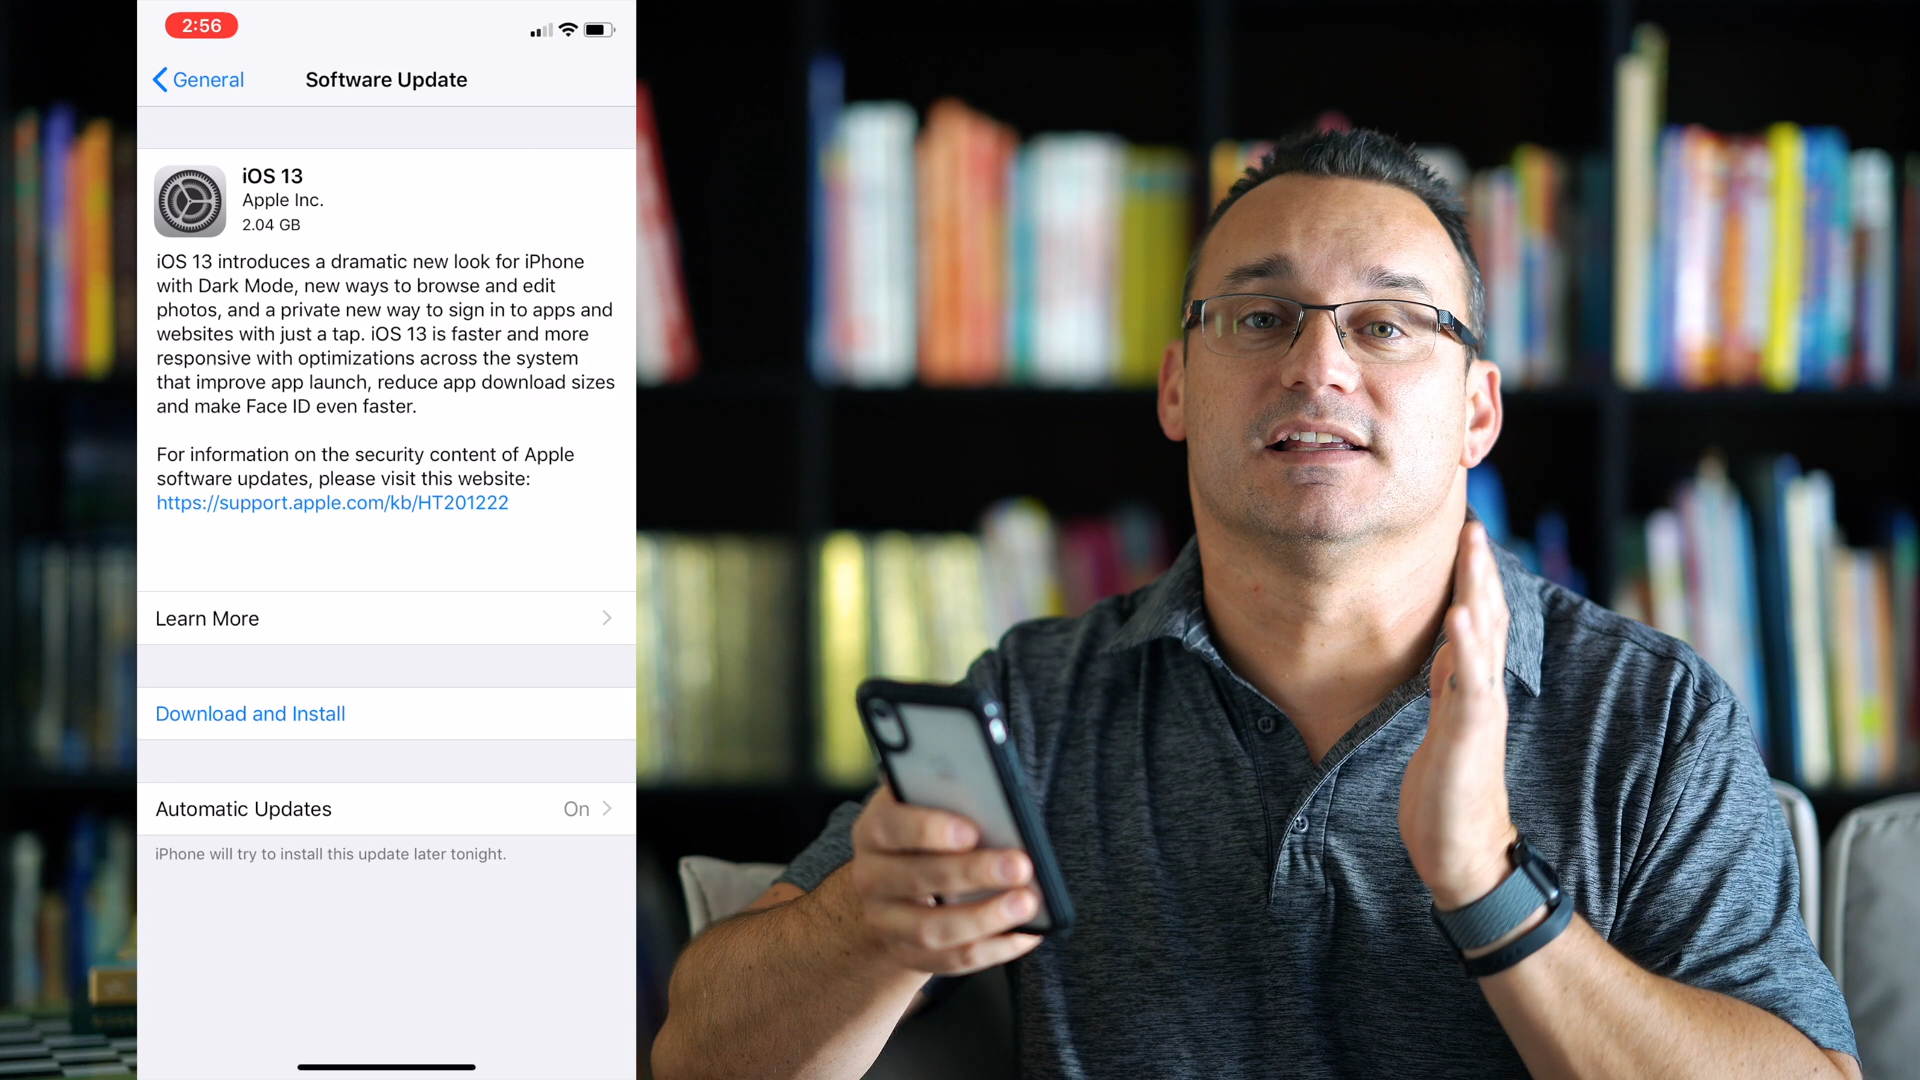 2:56
General
Software Update
iOS 13
Apple Inc.
2.04 GB
iOS 13 introduces a dramatic new look for iPhone
with Dark Mode, new ways to browse and edit
photos, and a private new way to sign in to apps and
websites with just a tap. iOS 13 is faster and more
responsive with optimizations across the system
that improve app launch, reduce app download sizes
and make Face ID even faster.
For information on the security content of Apple
software updates, please visit this website:
https://support.apple.com/kb/HT201222
Learn More
Download and Install
Automatic Updates On
iPhone will try to install this update later tonight.